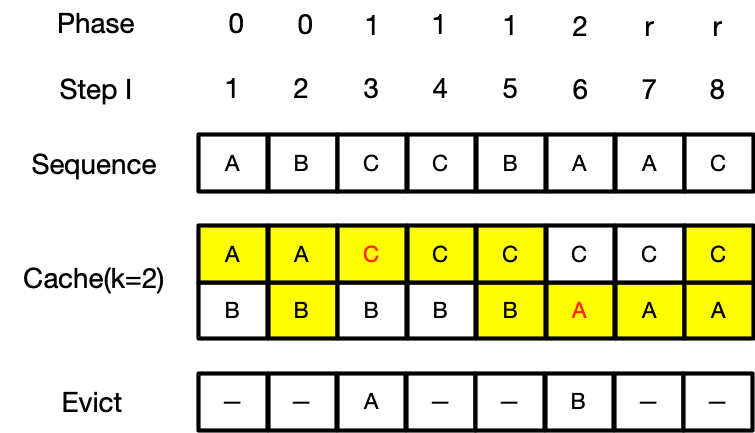 Phase 0 0 1 1 1 2 r r
Step I 1 2 3 4 5 6 7 8
Sequence A B C C B A A C
A A C C C C C C
Cache(k=2)
B B B B B A A A
Evict – – A – – B – –